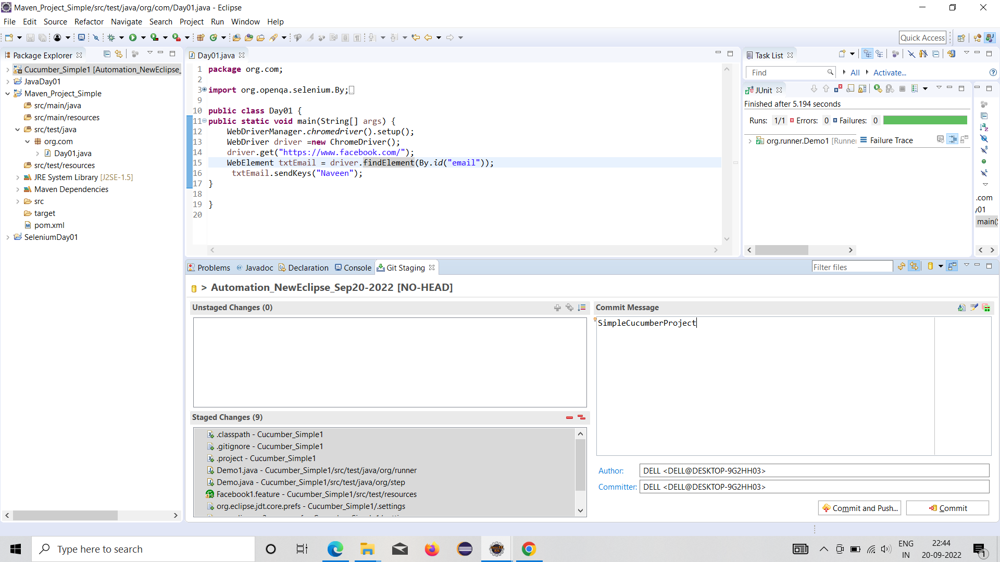 Maven_Project_Simple/src/test/java/org/com/Day01.java - Eclipse
File Edit Source Refactor Navigate Search Project Run Window Help
Quick Access
Package Explorer
Cucumber_Simple1 [Automation_NewEclipse_
JavaDay01
Maven_Project_Simple
src/main/java
src/main/resources
src/test/java
org.com
Day01.java
src/test/resources
JRE System Library [J2SE-1.5]
Maven Dependencies
src
target
pom.xml
SeleniumDay01
Day01.java
1 package org.com;
2
3 import org.openqa.selenium.By;
9
10 public class Day01 {
11 public static void main(String[] args) {
12 WebDriverManager.chromedriver().setup();
13 WebDriver driver =new ChromeDriver();
14 driver.get("https://www.facebook.com/");
15 WebElement txtEmail = driver.findElement(By.id("email"));
16 txtEmail.sendKeys("Naveen");
17 }
18
19 }
20
Task List
Find
All
Activate...
JUnit
Finished after 5.194 seconds
Runs: 1/1 Errors: 0 Failures: 0
org.runner.Demo1 [Runner
Failure Trace
.com
y01
main(S
Problems Javadoc Declaration Console Git Staging
Filter files
> Automation_NewEclipse_Sep20-2022 [NO-HEAD]
Unstaged Changes (0)
Staged Changes (9)
.classpath - Cucumber_Simple1
.gitignore - Cucumber_Simple1
.project - Cucumber_Simple1
Demo1.java - Cucumber_Simple1/src/test/java/org/runner
Demo.java - Cucumber_Simple1/src/test/java/org/step
Facebook1.feature - Cucumber_Simple1/src/test/resources
org.eclipse.jdt.core.prefs - Cucumber_Simple1/.settings
Commit Message
SimpleCucumberProject
Author: DELL <DELL@DESKTOP-9G2HH03>
Committer: DELL <DELL@DESKTOP-9G2HH03>
Commit and Push...
Commit
Type here to search
ENG
IN
22:44
20-09-2022
1